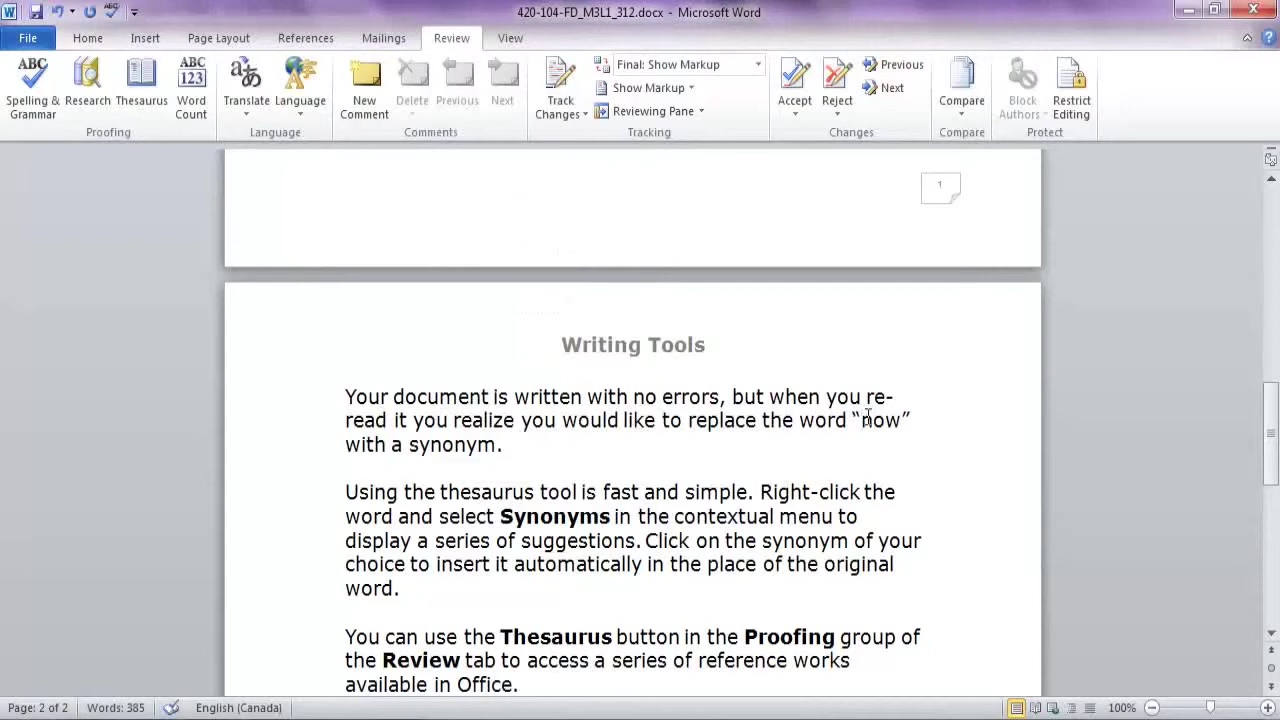 420-104-FD_M3L1_312.docx - Microsoft Word
File Home Insert Page Layout References Mailings Review View
ABC ABC 123
Final: Show Markup
Previous
Show Markup
Next
Reviewing Pane
Spelling & Grammar Research Thesaurus Word Count Translate Language New Comment Delete Previous Next Track Changes Accept Reject Compare Block Authors Restrict Editing
Proofing Language Comments Tracking Changes Compare Protect
1
Writing Tools
Your document is written with no errors, but when you re-
read it you realize you would like to replace the word “now”
with a synonym.
Using the thesaurus tool is fast and simple. Right-click the
word and select Synonyms in the contextual menu to
display a series of suggestions. Click on the synonym of your
choice to insert it automatically in the place of the original
word.
You can use the Thesaurus button in the Proofing group of
the Review tab to access a series of reference works
available in Office.
Page: 2 of 2 Words: 385 English (Canada) 100%